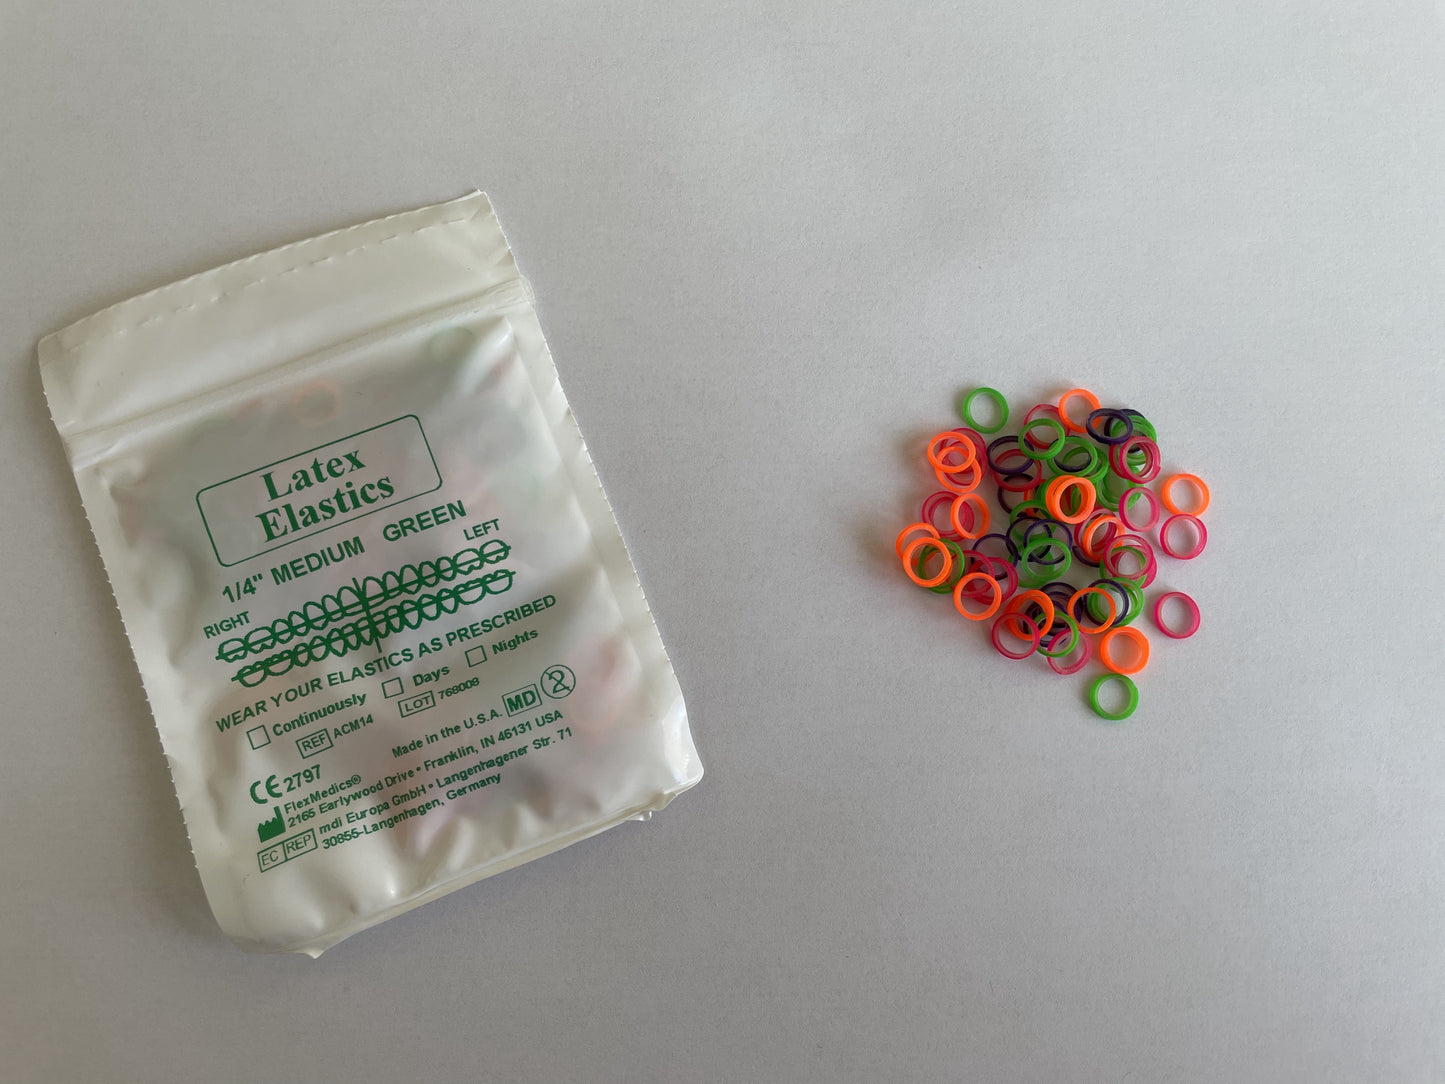 Latex
Elastics
1/4" MEDIUM GREEN
RIGHT
LEFT
WEAR YOUR ELASTICS AS PRESCRIBED
Continuously
Days
Nights
REF ACM14
LOT 768008
Made in the U.S.A. MD 2
CE 2797
FlexMedics®
2165 Earlywood Drive • Franklin, IN 46131 USA
EC REP
mdi Europa GmbH • Langenhagener Str. 71
30855-Langenhagen, Germany